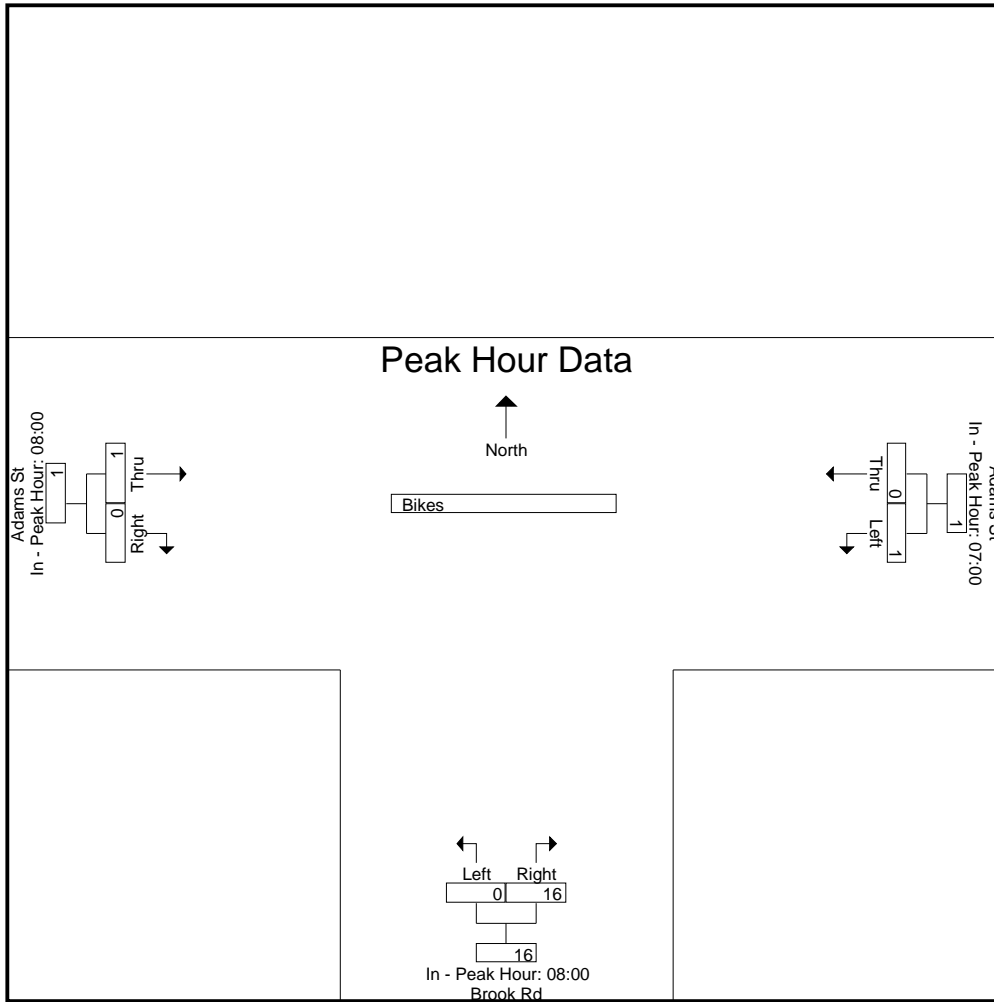 Peak Hour Data
North
Bikes
Adams St
In - Peak Hour: 08:00
1
1
0
Thru
Right
Adams St
In - Peak Hour: 07:00
1
0
1
Thru
Left
Left Right
0 16
16
In - Peak Hour: 08:00
Brook Rd